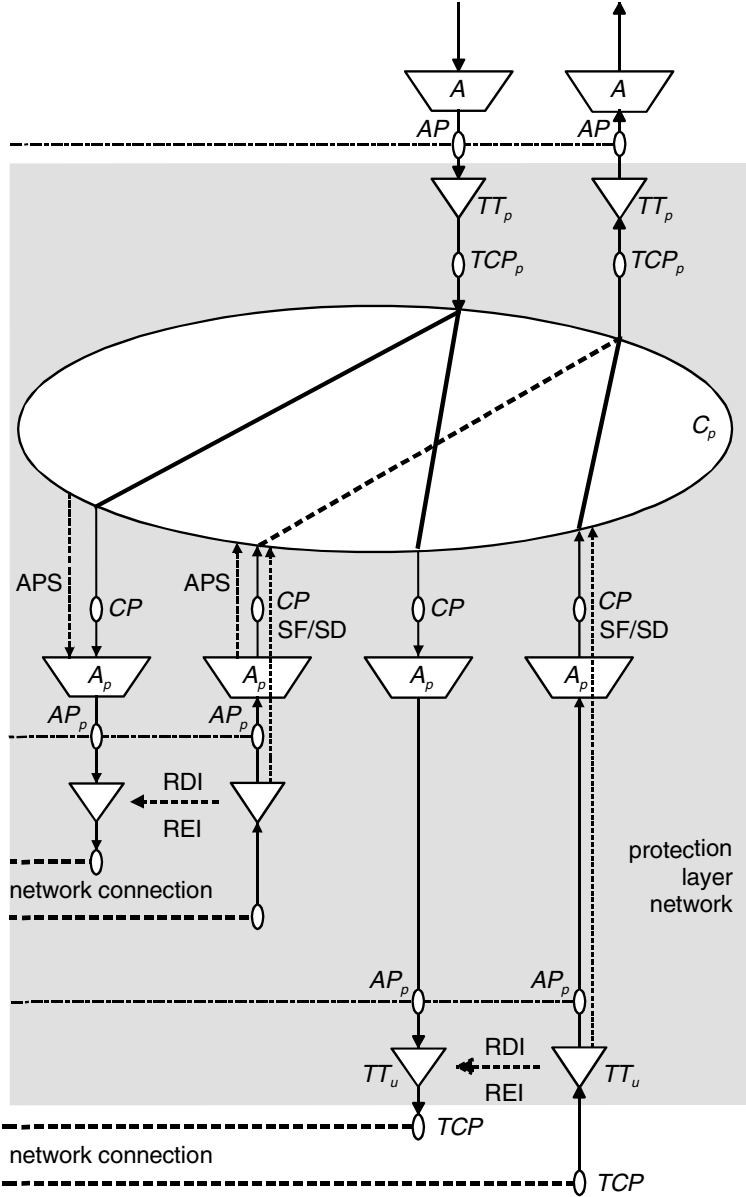 A A
AP AP
TTp TTp
TCPp TCPp
Cp
APS CP APS CP SF/SD CP CP SF/SD
Ap Ap Ap Ap
APp APp
RDI
REI
protection
layer
network
network connection
APp APp
RDI
TTu TTu
REI
TCP
network connection
TCP